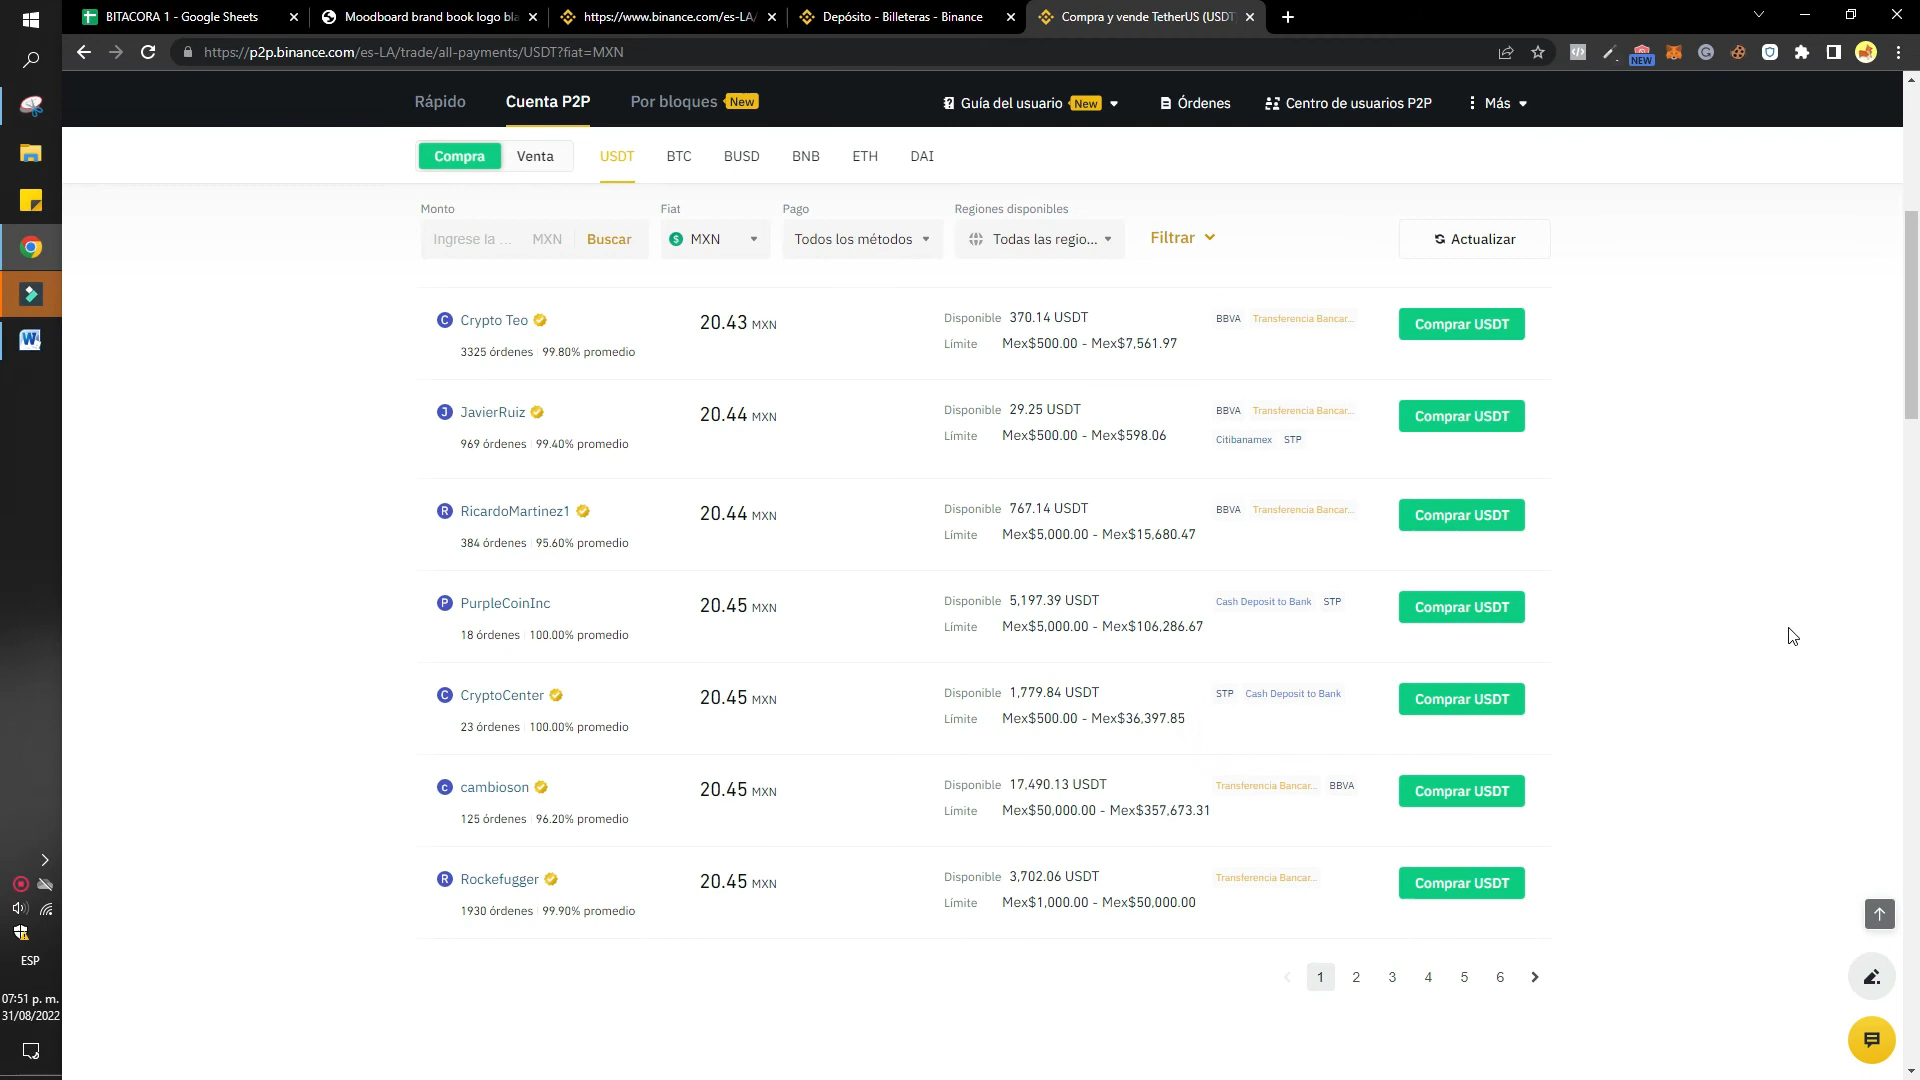 BITACORA 1 - Google Sheets
Moodboard brand book logo bla
https://www.binance.com/es-LA/
Depósito - Billeteras - Binance
Compra y vende TetherUS (USDT
https://p2p.binance.com/es-LA/trade/all-payments/USDT?fiat=MXN
NEW
Rápido
Cuenta P2P
Por bloques New
Guía del usuario New
Órdenes
Centro de usuarios P2P
Más
Compra
Venta
USDT
BTC
BUSD
BNB
ETH
DAI
Monto
Fiat
Pago
Regiones disponibles
Ingrese la ... MXN Buscar
MXN
Todos los métodos
Todas las regio...
Filtrar
Actualizar
C Crypto Teo
3325 órdenes 99.80% promedio
20.43 MXN
Disponible 370.14 USDT
Límite Mex$500.00 - Mex$7,561.97
BBVA Transferencia Bancar...
Comprar USDT
J JavierRuiz
969 órdenes 99.40% promedio
20.44 MXN
Disponible 29.25 USDT
Límite Mex$500.00 - Mex$598.06
BBVA Transferencia Bancar...
Citibanamex STP
Comprar USDT
R RicardoMartinez1
384 órdenes 95.60% promedio
20.44 MXN
Disponible 767.14 USDT
Límite Mex$5,000.00 - Mex$15,680.47
BBVA Transferencia Bancar...
Comprar USDT
P PurpleCoinInc
18 órdenes 100.00% promedio
20.45 MXN
Disponible 5,197.39 USDT
Límite Mex$5,000.00 - Mex$106,286.67
Cash Deposit to Bank STP
Comprar USDT
C CryptoCenter
23 órdenes 100.00% promedio
20.45 MXN
Disponible 1,779.84 USDT
Límite Mex$500.00 - Mex$36,397.85
STP Cash Deposit to Bank
Comprar USDT
c cambioson
125 órdenes 96.20% promedio
20.45 MXN
Disponible 17,490.13 USDT
Límite Mex$50,000.00 - Mex$357,673.31
Transferencia Bancar... BBVA
Comprar USDT
R Rockefugger
1930 órdenes 99.90% promedio
20.45 MXN
Disponible 3,702.06 USDT
Límite Mex$1,000.00 - Mex$50,000.00
Transferencia Bancar...
Comprar USDT
1 2 3 4 5 6
ESP
07:51 p. m.
31/08/2022